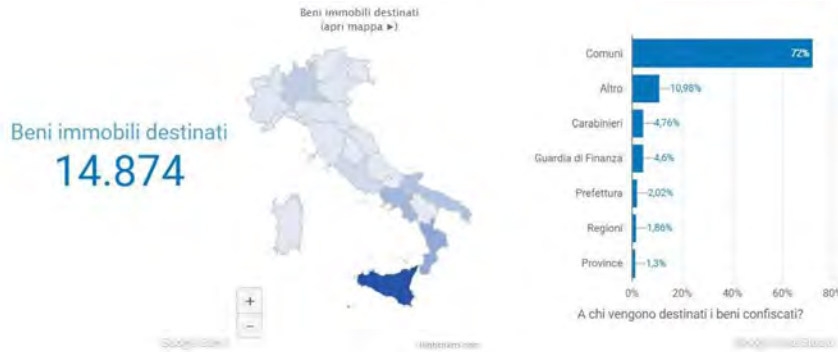 Beni immobili destinati
(apri mappa ►)
Beni immobili destinati
14.874
+
−
Comuni
72%
Altro
10,98%
Carabinieri
4,76%
Guardia di Finanza
4,6%
Prefettura
2,02%
Regioni
1,86%
Province
1,3%
0%
20%
40%
60%
80%
A chi vengono destinati i beni confiscati?